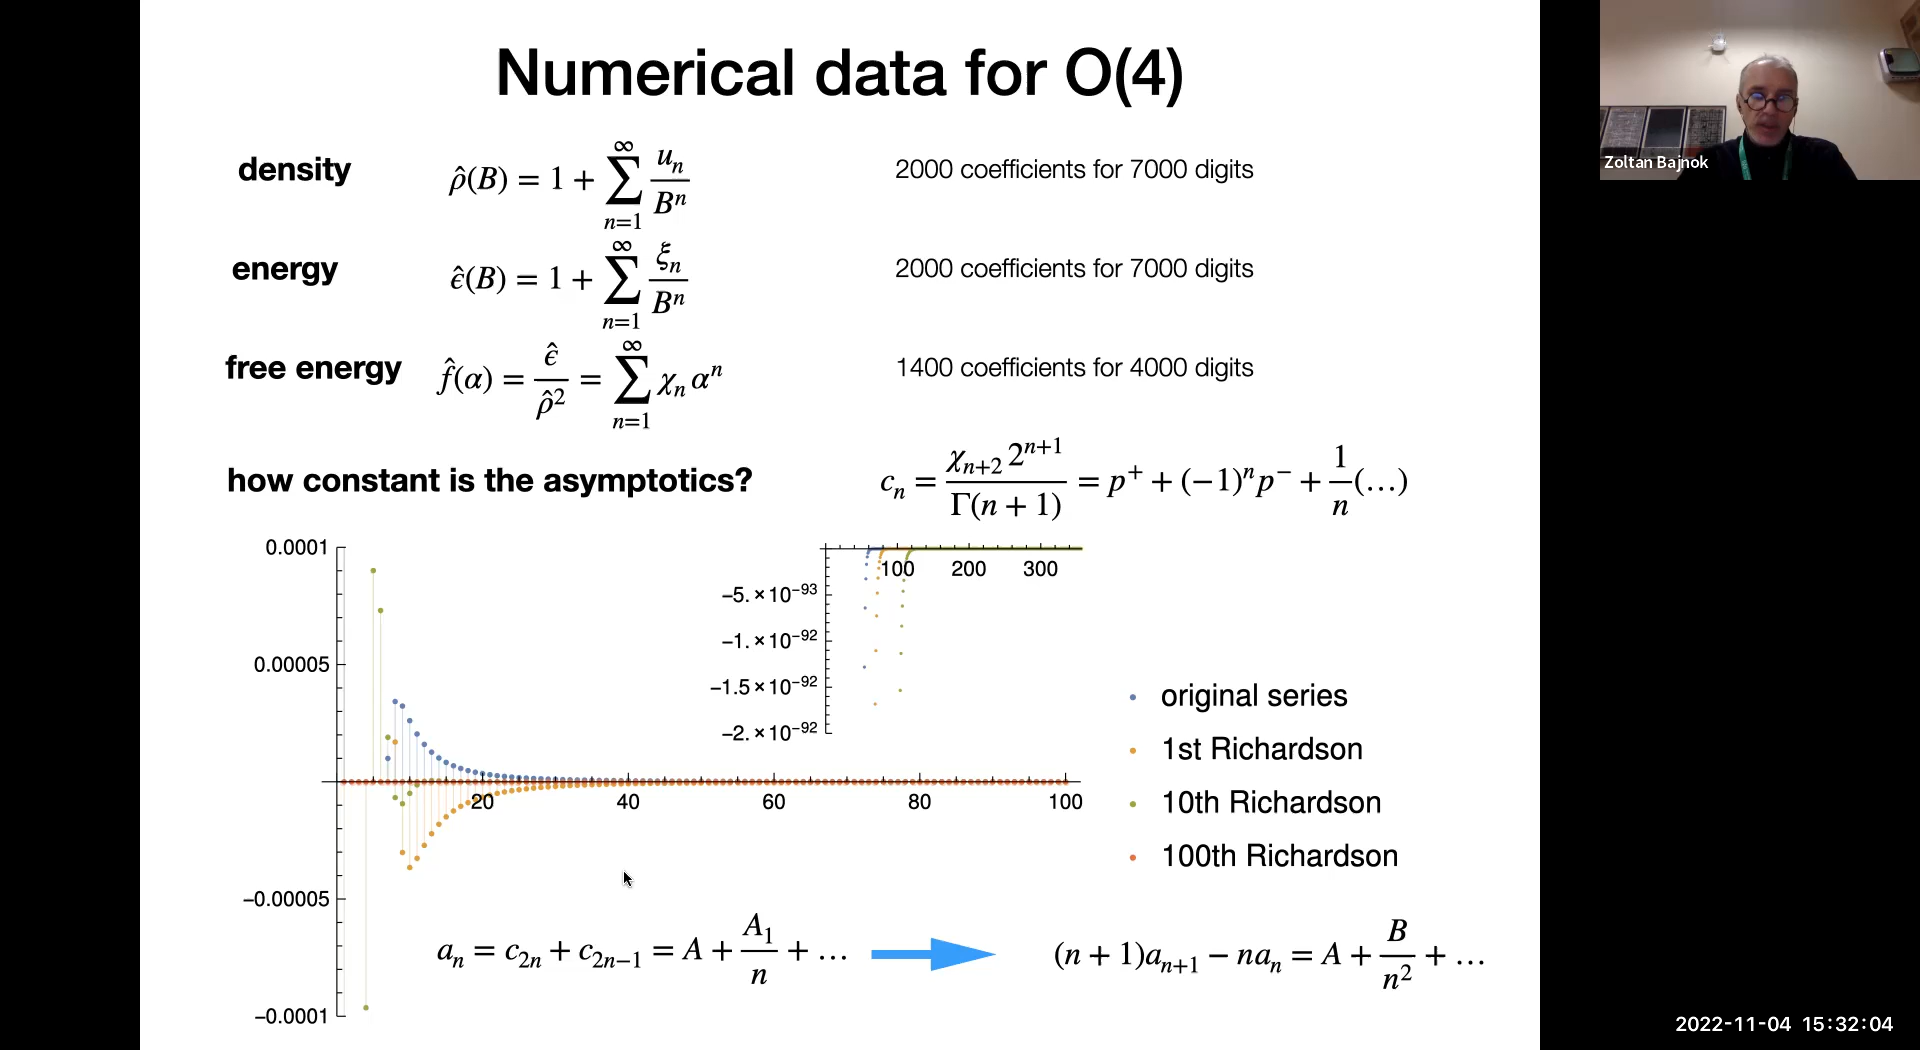 Numerical data for O(4)
density ρ̂(B) = 1 + ∑_{n=1}^{∞} u_n / B^n 2000 coefficients for 7000 digits
energy ϵ̂(B) = 1 + ∑_{n=1}^{∞} ξ_n / B^n 2000 coefficients for 7000 digits
free energy f̂(α) = ϵ̂ / ρ̂² = ∑_{n=1}^{∞} χ_n α^n 1400 coefficients for 4000 digits
how constant is the asymptotics? c_n = χ_{n+2} 2^{n+1} / Γ(n + 1) = p⁺ + (−1)^n p⁻ + 1/n (…)
0.0001
0.00005
−0.00005
−0.0001
20 40 60 80 100
100 200 300
−5.×10⁻⁹³
−1.×10⁻⁹²
−1.5×10⁻⁹²
−2.×10⁻⁹²
original series
1st Richardson
10th Richardson
100th Richardson
a_n = c_{2n} + c_{2n−1} = A + A_1/n + … (n + 1)a_{n+1} − na_n = A + B/n² + …
Zoltan Bajnok
2022-11-04 15:32:04